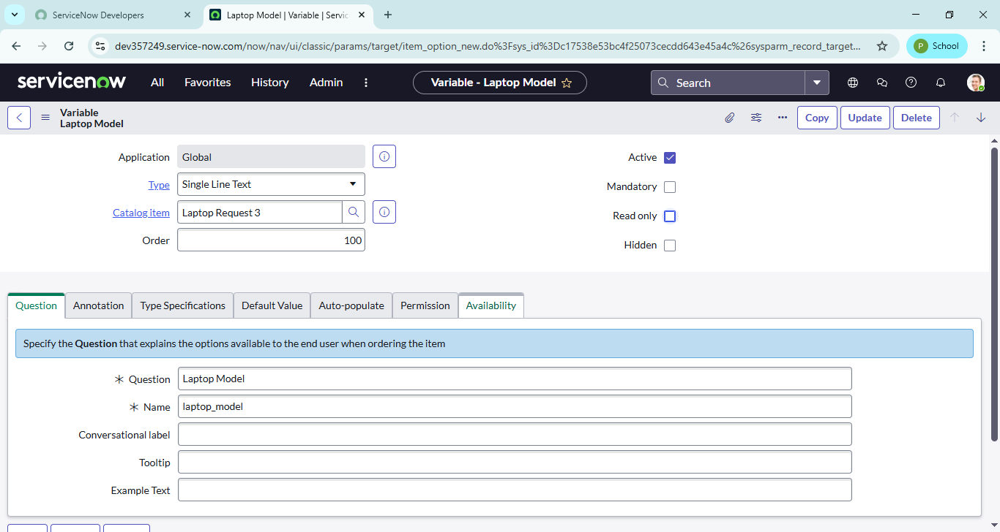 ServiceNow Developers
Laptop Model | Variable | Servic
dev357249.service-now.com/now/nav/ui/classic/params/target/item_option_new.do%3Fsys_id%3Dc17538e53bc4f25073cecdd643e45a4c%26sysparm_record_target...
P School
servicenow All Favorites History Admin Variable - Laptop Model Search
Variable
Laptop Model
Copy Update Delete
Application Global
Type Single Line Text
Catalog item Laptop Request 3
Order 100
Active
Mandatory
Read only
Hidden
Question Annotation Type Specifications Default Value Auto-populate Permission Availability
Specify the Question that explains the options available to the end user when ordering the item
Question Laptop Model
Name laptop_model
Conversational label
Tooltip
Example Text